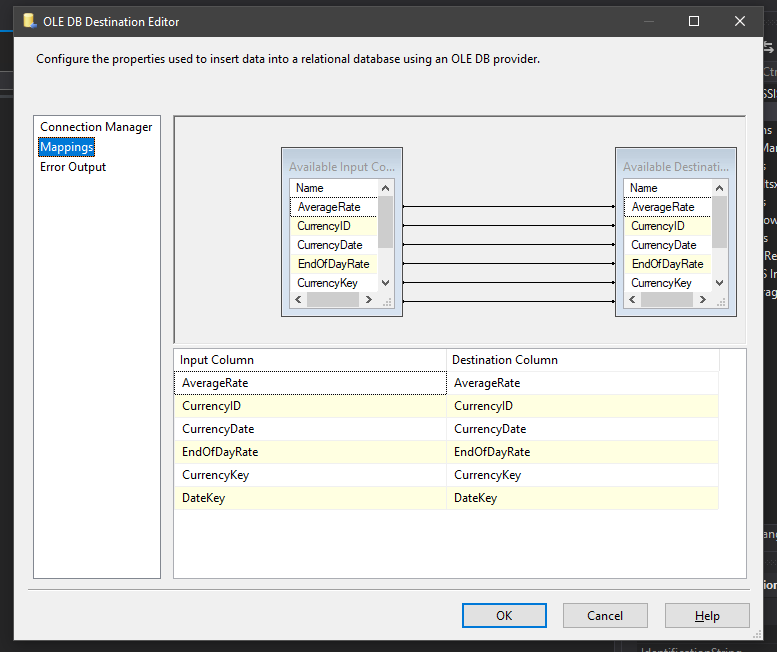 OLE DB Destination Editor
Configure the properties used to insert data into a relational database using an OLE DB provider.
Connection Manager
Mappings
Error Output
Available Input Co...
Name
AverageRate
CurrencyID
CurrencyDate
EndOfDayRate
CurrencyKey
Available Destinati...
Name
AverageRate
CurrencyID
CurrencyDate
EndOfDayRate
CurrencyKey
Input Column Destination Column
AverageRate AverageRate
CurrencyID CurrencyID
CurrencyDate CurrencyDate
EndOfDayRate EndOfDayRate
CurrencyKey CurrencyKey
DateKey DateKey
OK Cancel Help